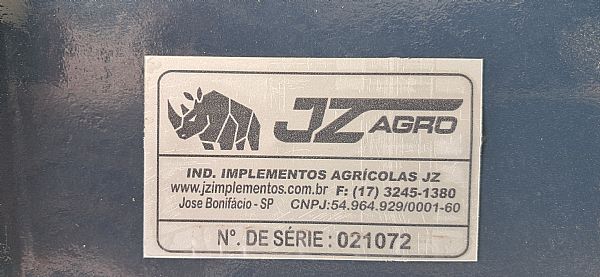 JZ AGRO
IND. IMPLEMENTOS AGRÍCOLAS JZ
www.jzimplementos.com.br F: (17) 3245-1380
Jose Bonifácio - SP CNPJ:54.964.929/0001-60
Nº. DE SÉRIE : 021072